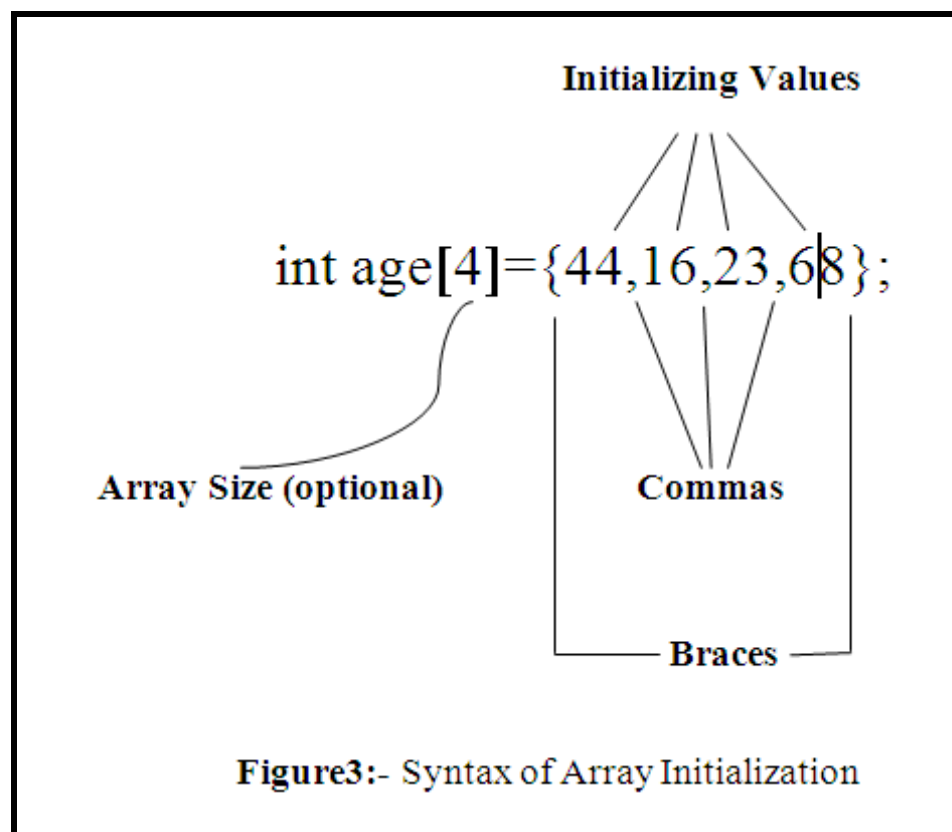 Initializing Values
int age[4]={44,16,23,68};
Array Size (optional)
Commas
Braces
Figure3:- Syntax of Array Initialization